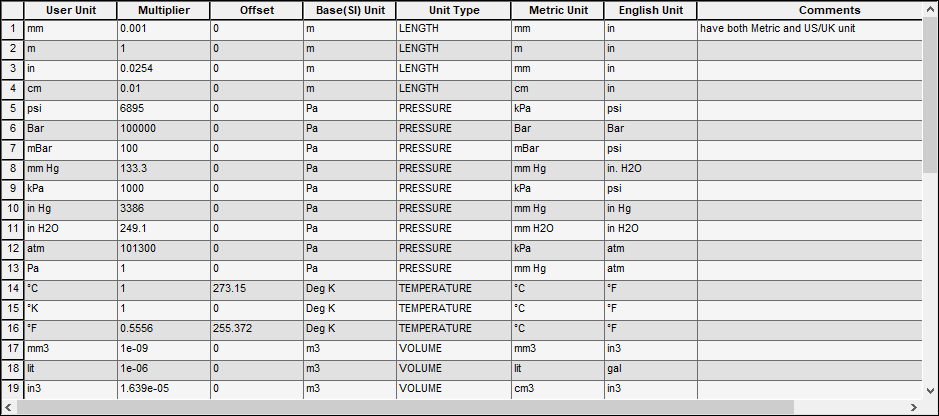 User Unit Multiplier Offset Base(SI) Unit Unit Type Metric Unit English Unit Comments
1 mm 0.001 0 m LENGTH mm in have both Metric and US/UK unit
2 m 1 0 m LENGTH m in
3 in 0.0254 0 m LENGTH mm in
4 cm 0.01 0 m LENGTH cm in
5 psi 6895 0 Pa PRESSURE kPa psi
6 Bar 100000 0 Pa PRESSURE Bar Bar
7 mBar 100 0 Pa PRESSURE mBar psi
8 mm Hg 133.3 0 Pa PRESSURE mm Hg in. H2O
9 kPa 1000 0 Pa PRESSURE kPa psi
10 in Hg 3386 0 Pa PRESSURE mm Hg in Hg
11 in H2O 249.1 0 Pa PRESSURE mm H2O in H2O
12 atm 101300 0 Pa PRESSURE kPa atm
13 Pa 1 0 Pa PRESSURE mm Hg atm
14 °C 1 273.15 Deg K TEMPERATURE °C °F
15 °K 1 0 Deg K TEMPERATURE °C °F
16 °F 0.5556 255.372 Deg K TEMPERATURE °C °F
17 mm3 1e-09 0 m3 VOLUME mm3 in3
18 lit 1e-06 0 m3 VOLUME lit gal
19 in3 1.639e-05 0 m3 VOLUME cm3 in3